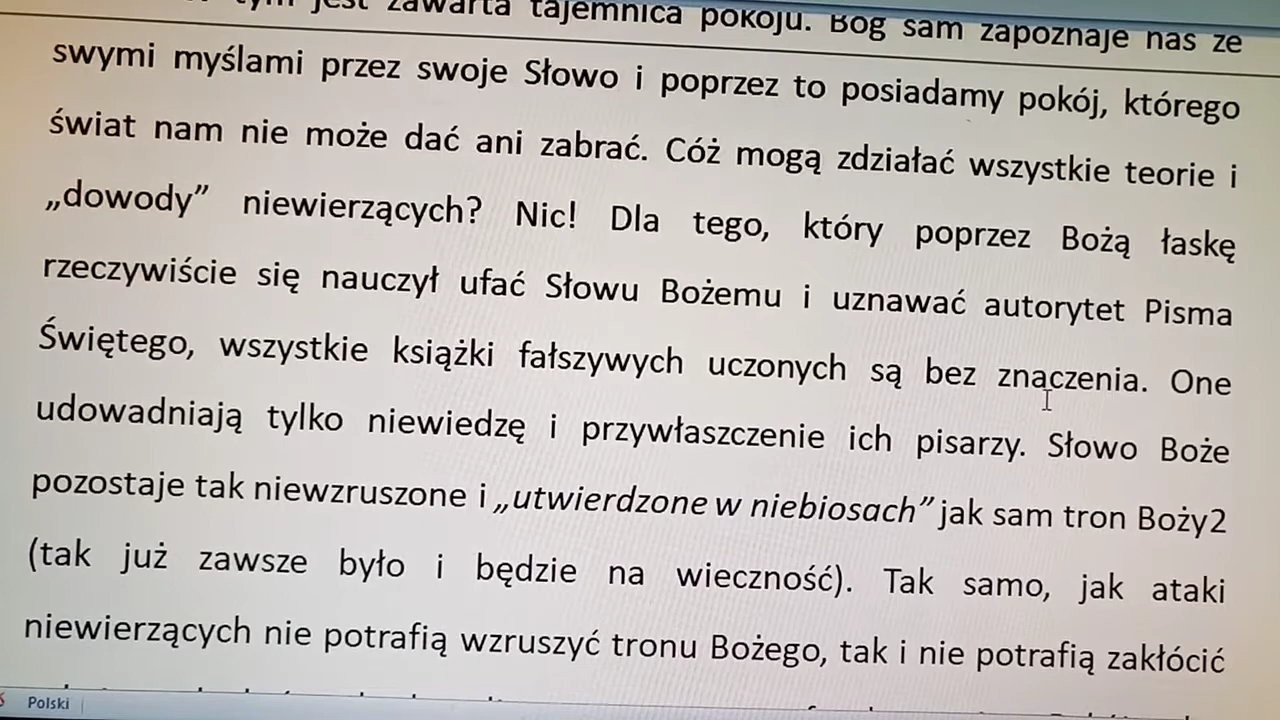 tym jest zawarta tajemnica pokoju. Bóg sam zapoznaje nas ze
swymi myślami przez swoje Słowo i poprzez to posiadamy pokój, którego
świat nam nie może dać ani zabrać. Cóż mogą zdziałać wszystkie teorie i
„dowody” niewierzących? Nic! Dla tego, który poprzez Bożą łaskę
rzeczywiście się nauczył ufać Słowu Bożemu i uznawać autorytet Pisma
Świętego, wszystkie książki fałszywych uczonych są bez znaczenia. One
udowadniają tylko niewiedzę i przywłaszczenie ich pisarzy. Słowo Boże
pozostaje tak niewzruszone i „utwierdzone w niebiosach” jak sam tron Boży2
(tak już zawsze było i będzie na wieczność). Tak samo, jak ataki
niewierzących nie potrafią wzruszyć tronu Bożego, tak i nie potrafią zakłócić
Polski